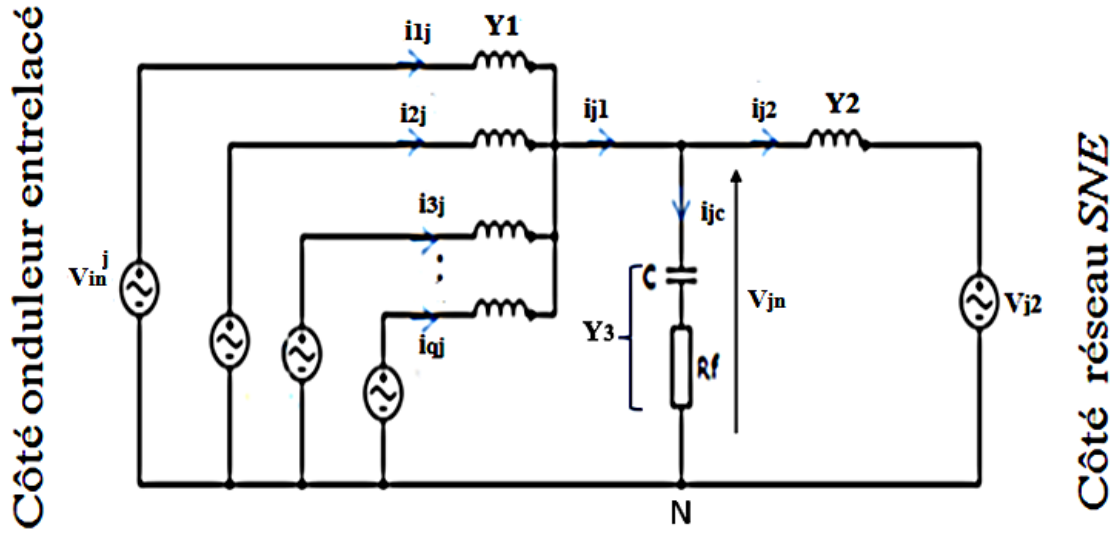 Côté onduleur entrelacé
i1j
Y1
i2j
i3j
iqj
Vin j
ij1
ij2
Y2
ijc
C
Y3
Rf
Vjn
Vj2
N
Côté réseau SNE